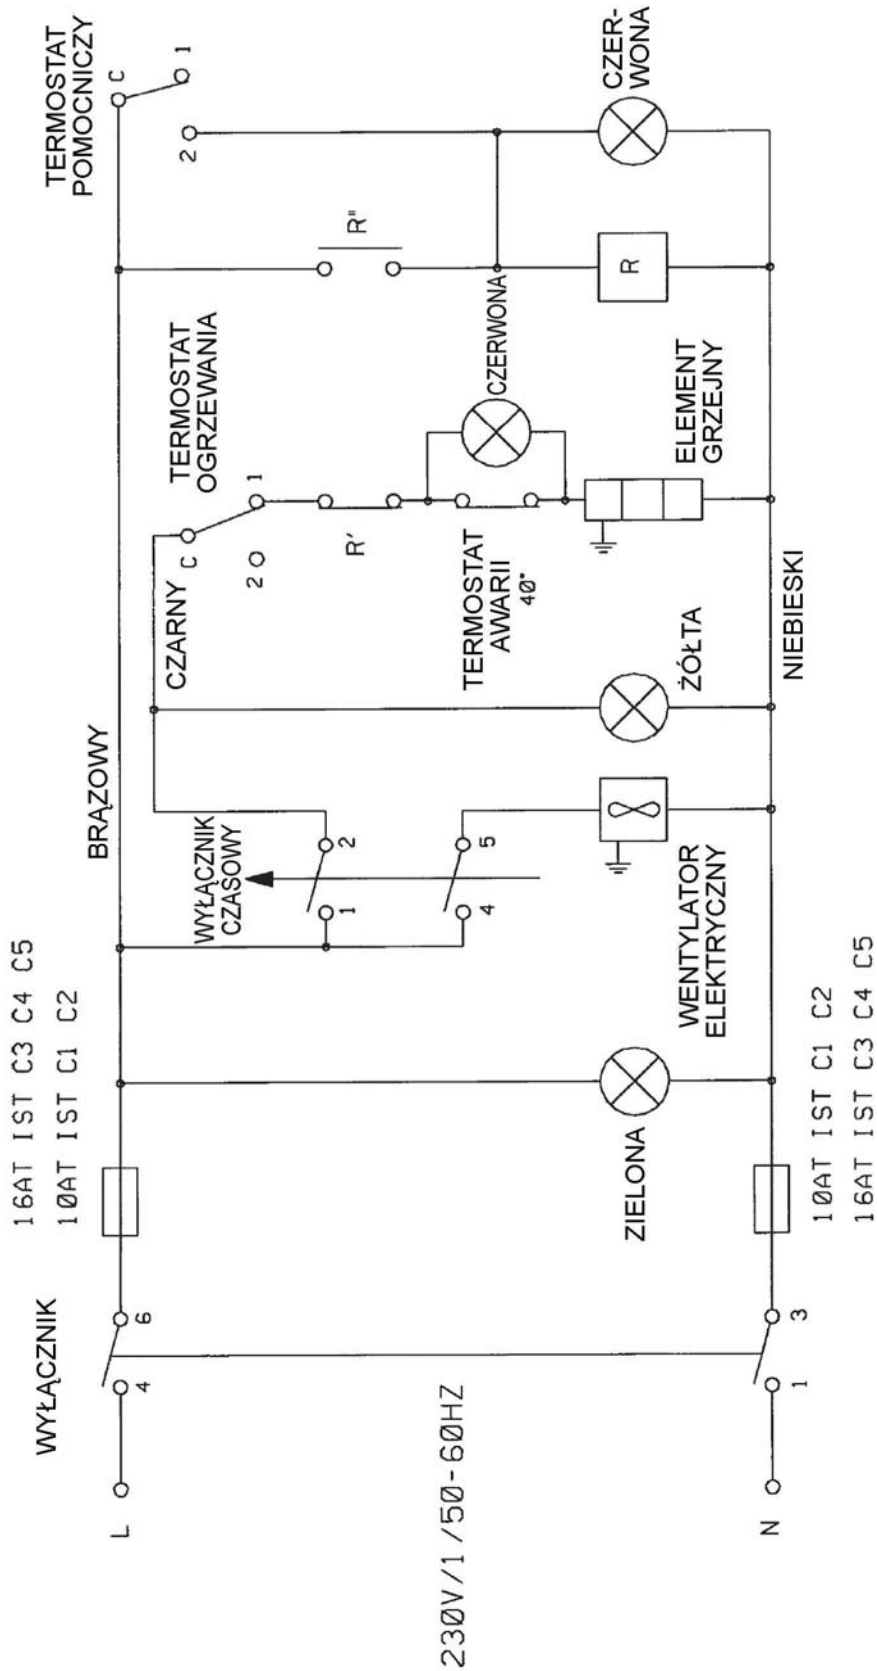 16AT IST C3 C4 C5
10AT IST C1 C2
WYŁĄCZNIK
L
4
6
BRĄZOWY
CZARNY
WYŁĄCZNIK
CZASOWY
1
2
4
5
TERMOSTAT
OGRZEWANIA
C
1
2
R'
TERMOSTAT
AWARII
40°
CZERWONA
R"
TERMOSTAT
POMOCNICZY
C
1
2
230V/1/50-60HZ
ZIELONA
WENTYLATOR
ELEKTRYCZNY
ŻÓŁTA
ELEMENT
GRZEJNY
R
CZER-
WONA
N
1
3
NIEBIESKI
10AT IST C1 C2
16AT IST C3 C4 C5